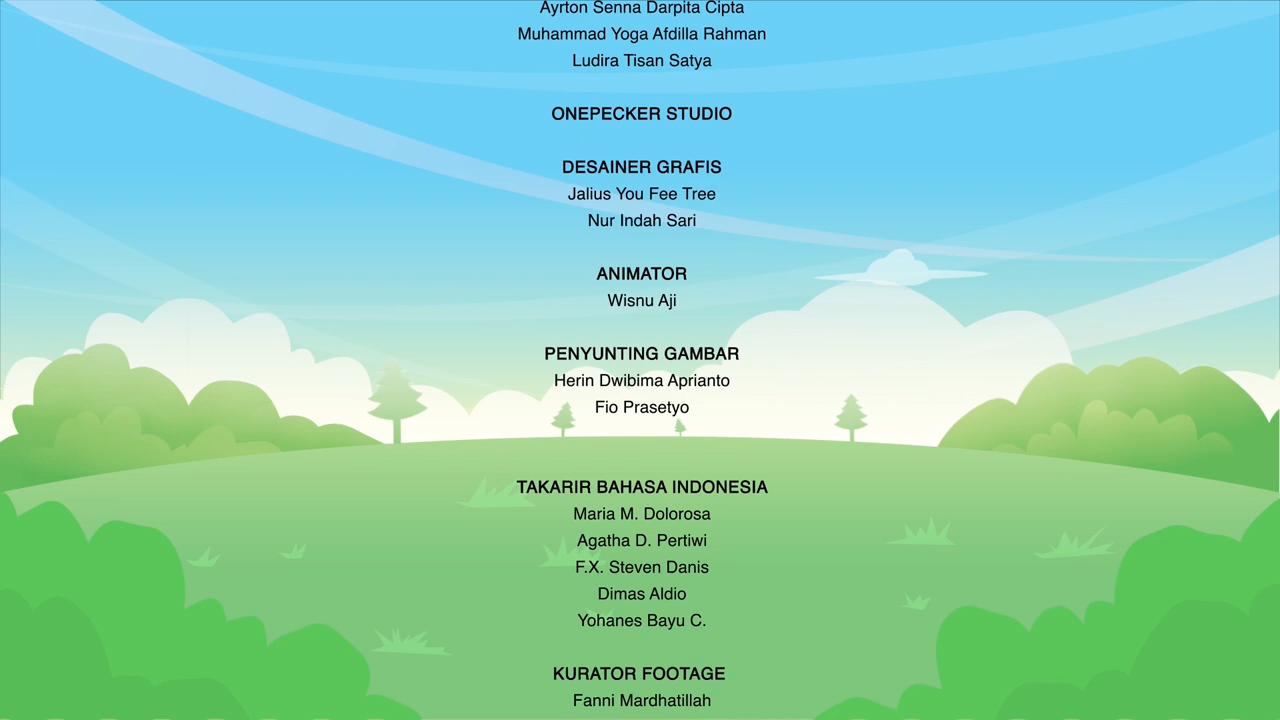 Ayrton Senna Darpita Cipta
Muhammad Yoga Afdilla Rahman
Ludira Tisan Satya
ONEPECKER STUDIO
DESAINER GRAFIS
Jalius You Fee Tree
Nur Indah Sari
ANIMATOR
Wisnu Aji
PENYUNTING GAMBAR
Herin Dwibima Aprianto
Fio Prasetyo
TAKARIR BAHASA INDONESIA
Maria M. Dolorosa
Agatha D. Pertiwi
F.X. Steven Danis
Dimas Aldio
Yohanes Bayu C.
KURATOR FOOTAGE
Fanni Mardhatillah